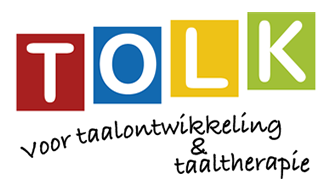 TOLK
voor taalontwikkeling
&
taaltherapie